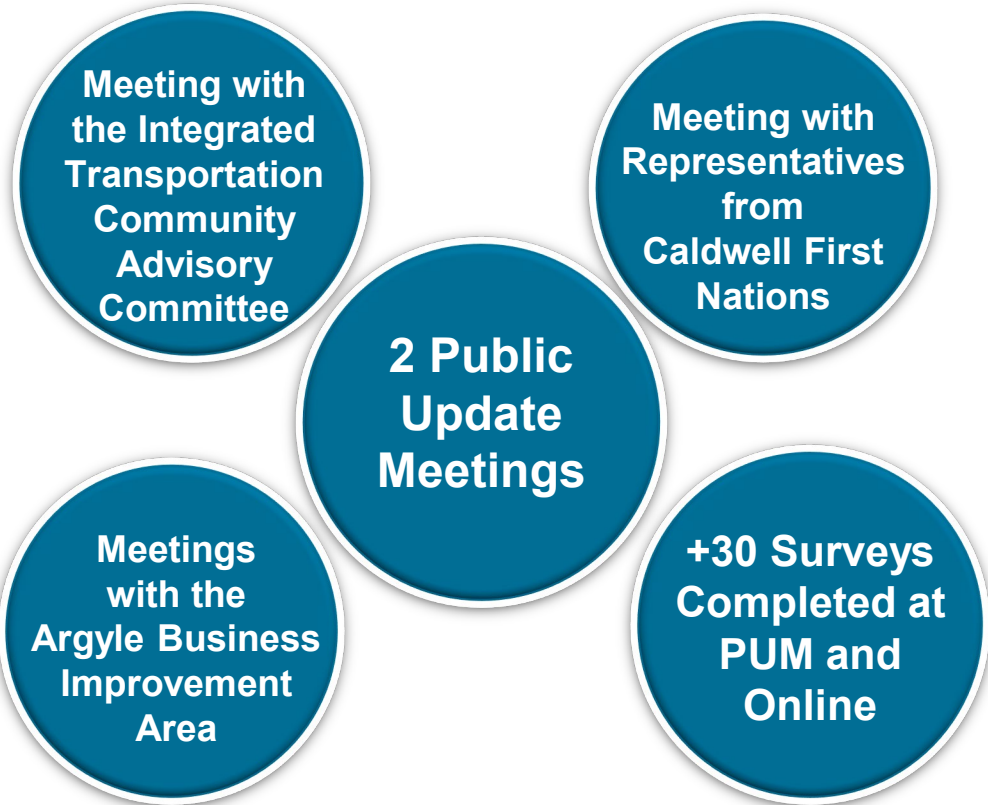 Meeting with
the Integrated
Transportation
Community
Advisory
Committee
Meeting with
Representatives
from
Caldwell First
Nations
2 Public
Update
Meetings
Meetings
with the
Argyle Business
Improvement
Area
+30 Surveys
Completed at
PUM and
Online